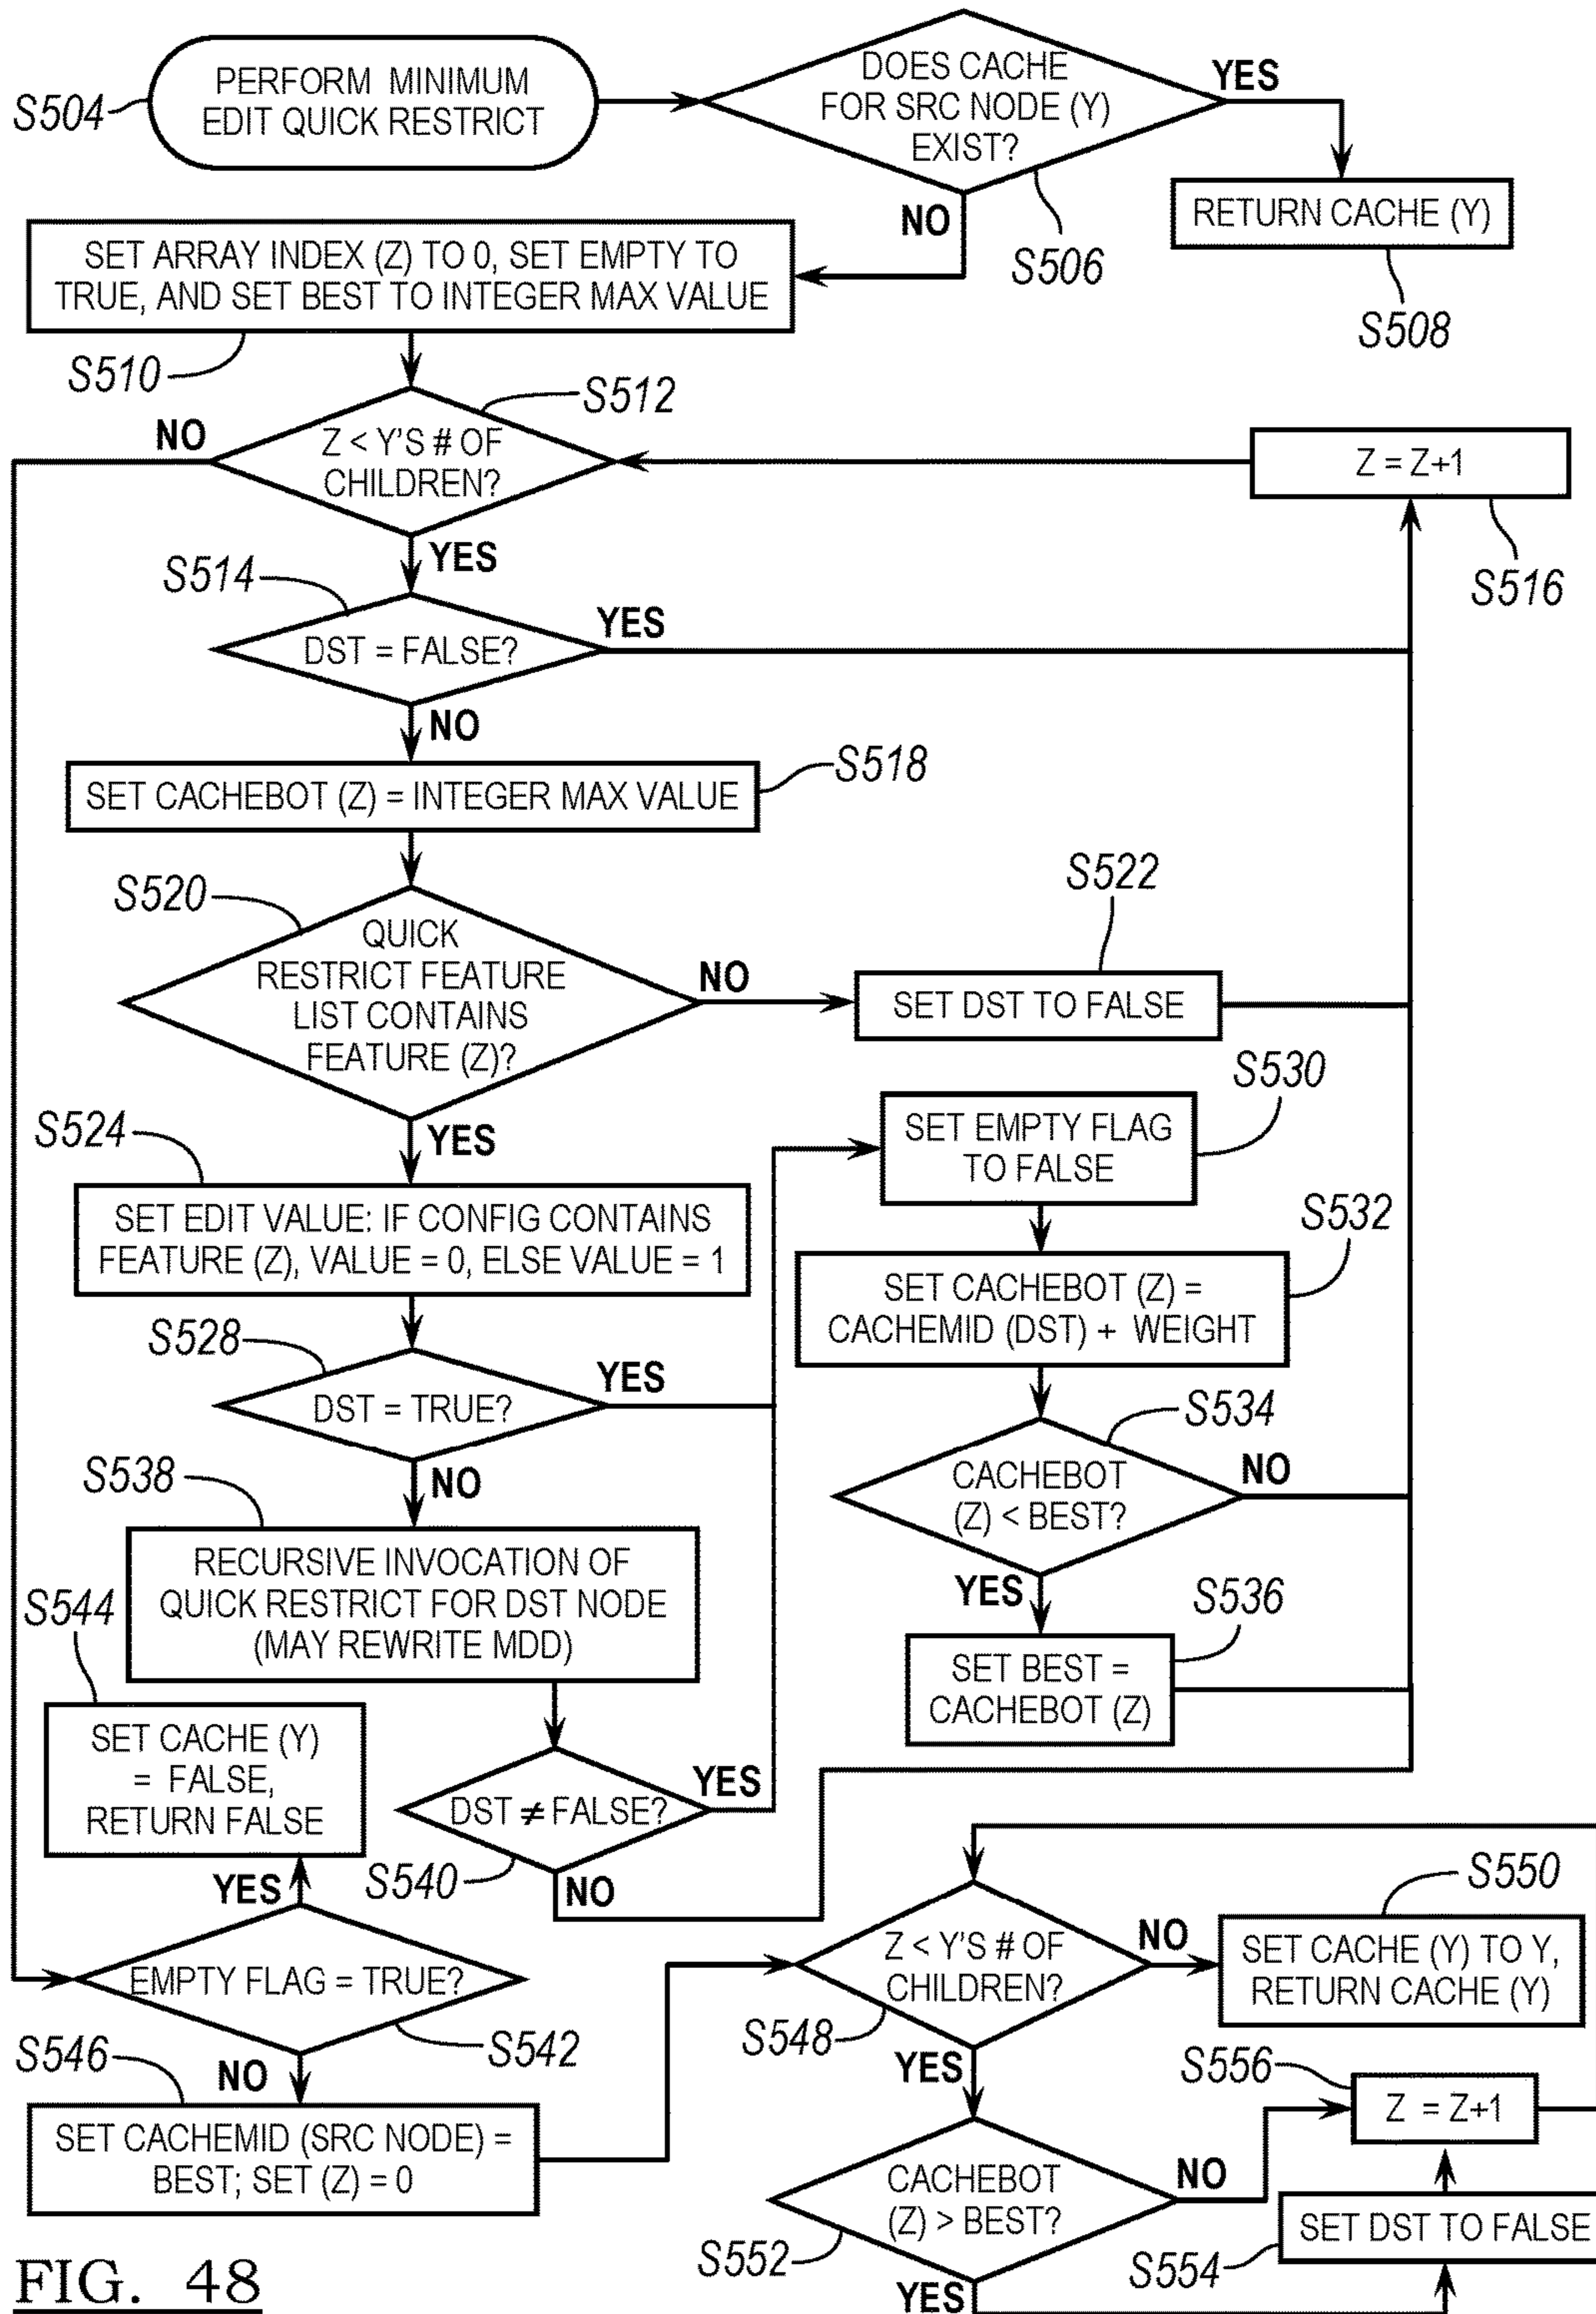 S504
PERFORM MINIMUM
EDIT QUICK RESTRICT
DOES CACHE
FOR SRC NODE (Y)
EXIST?
YES
NO
S506
RETURN CACHE (Y)
S508
SET ARRAY INDEX (Z) TO 0, SET EMPTY TO
TRUE, AND SET BEST TO INTEGER MAX VALUE
S510
S512
NO
Z < Y'S # OF
CHILDREN?
YES
Z = Z+1
S516
S514
DST = FALSE?
YES
NO
SET CACHEBOT (Z) = INTEGER MAX VALUE
S518
S520
QUICK
RESTRICT FEATURE
LIST CONTAINS
FEATURE (Z)?
NO
YES
S522
SET DST TO FALSE
S524
SET EDIT VALUE: IF CONFIG CONTAINS
FEATURE (Z), VALUE = 0, ELSE VALUE = 1
S528
DST = TRUE?
YES
NO
S530
SET EMPTY FLAG
TO FALSE
S532
SET CACHEBOT (Z) =
CACHEMID (DST) + WEIGHT
S534
CACHEBOT
(Z) < BEST?
NO
YES
S536
SET BEST =
CACHEBOT (Z)
S538
RECURSIVE INVOCATION OF
QUICK RESTRICT FOR DST NODE
(MAY REWRITE MDD)
S540
DST ≠ FALSE?
YES
NO
S544
SET CACHE (Y)
= FALSE,
RETURN FALSE
YES
EMPTY FLAG = TRUE?
S542
NO
S546
SET CACHEMID (SRC NODE) =
BEST; SET (Z) = 0
Z < Y'S # OF
CHILDREN?
S548
NO
YES
S550
SET CACHE (Y) TO Y,
RETURN CACHE (Y)
S556
Z = Z+1
CACHEBOT
(Z) > BEST?
NO
S552
YES
S554
SET DST TO FALSE
FIG. 48